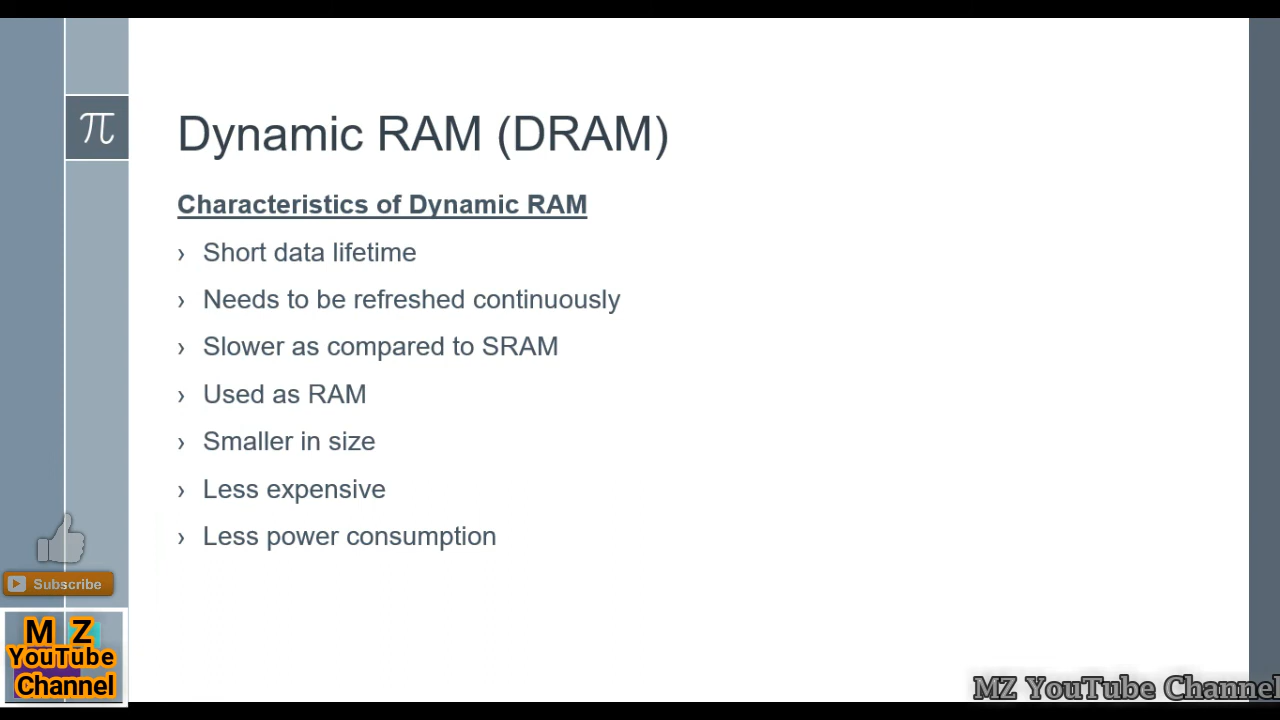 π
Dynamic RAM (DRAM)
Characteristics of Dynamic RAM
› Short data lifetime
› Needs to be refreshed continuously
› Slower as compared to SRAM
› Used as RAM
› Smaller in size
› Less expensive
› Less power consumption
Subscribe
M Z
YouTube
Channel
MZ YouTube Channel